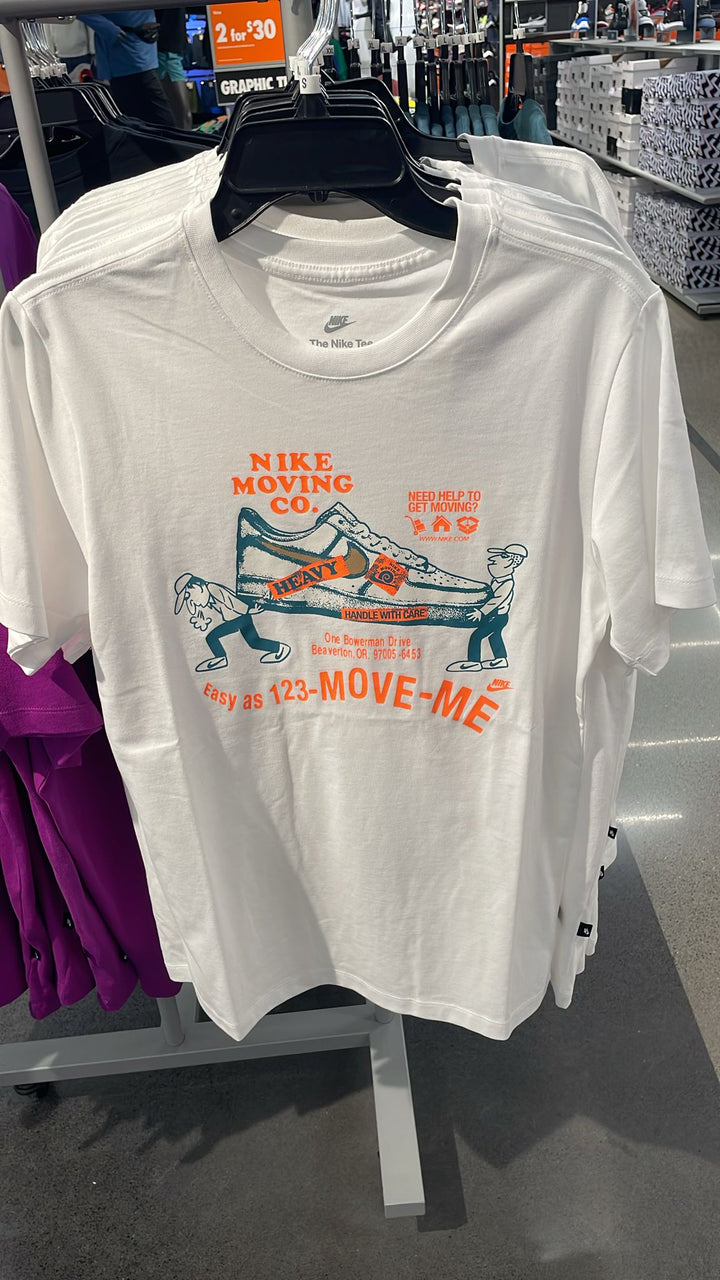 2 for $30
GRAPHIC T
S
NIKE
The Nike Tee
NIKE
MOVING
CO.
NEED HELP TO
GET MOVING?
WWW.NIKE.COM
HEAVY
HANDLE WITH CARE
One Bowerman Drive
Beaverton, OR. 97005-6453
NIKE
Easy as 123-MOVE-ME